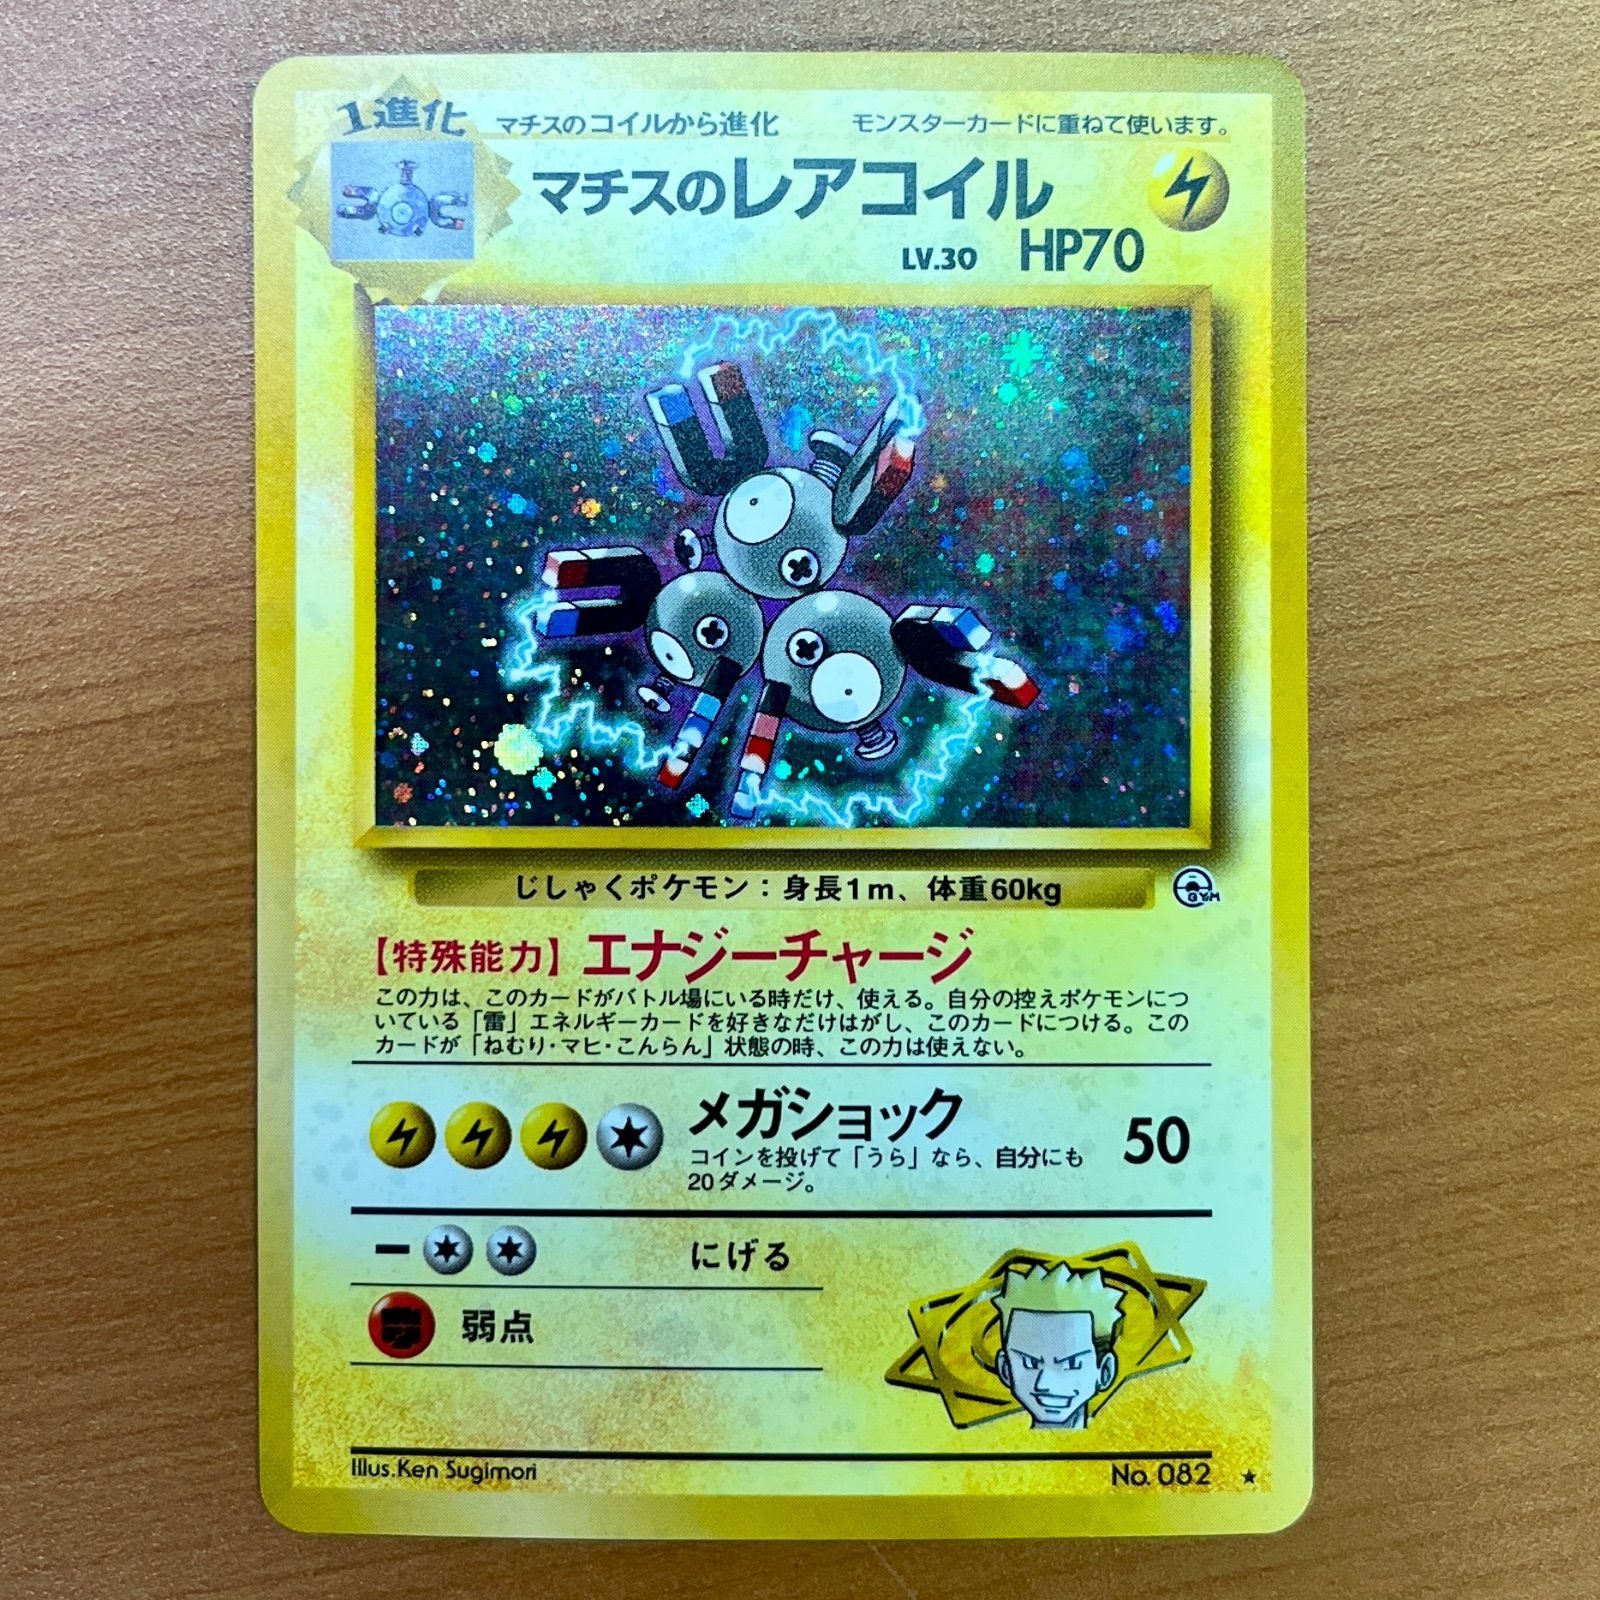 1進化
マチスのコイルから進化
モンスターカードに重ねて使います。
マチスのレアコイル
LV.30 HP70
じしゃくポケモン：身長1m、体重60kg
GYM
【特殊能力】エナジーチャージ
この力は、このカードがバトル場にいる時だけ、使える。自分の控えポケモンにつ
いている「雷」エネルギーカードを好きなだけはがし、このカードにつける。この
カードが「ねむり・マヒ・こんらん」状態の時、この力は使えない。
メガショック 50
コインを投げて「うら」なら、自分にも
20ダメージ。
にげる
弱点
Illus.Ken Sugimori
No. 082 ★